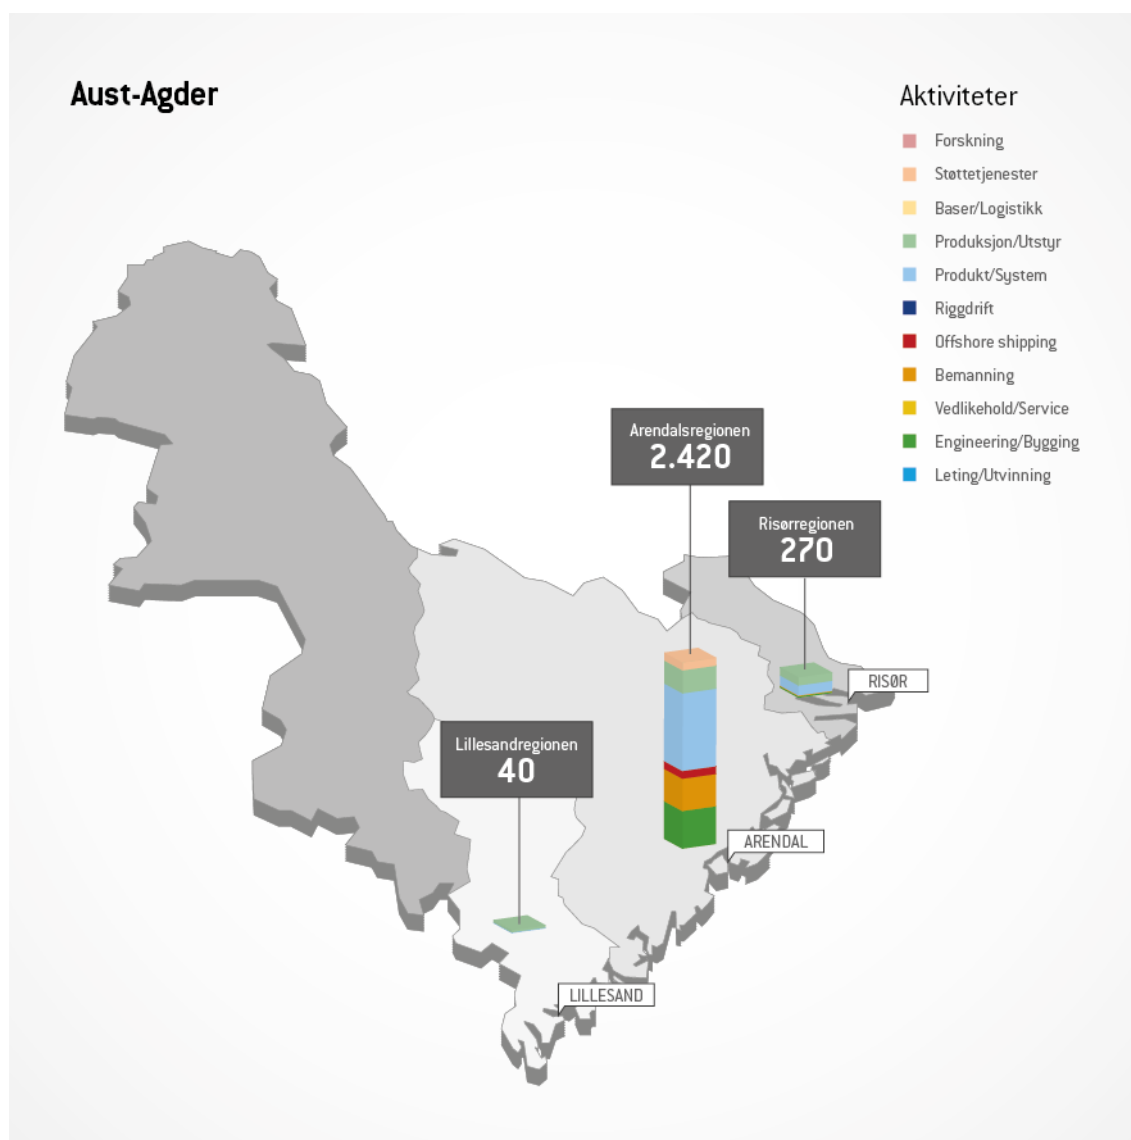 Aust-Agder
Aktiviteter
Forskning
Støttetjenester
Baser/Logistikk
Produksjon/Utstyr
Produkt/System
Riggdrift
Offshore shipping
Bemanning
Vedlikehold/Service
Engineering/Bygging
Leting/Utvinning
Arendalsregionen
2.420
Risørregionen
270
RISØR
Lillesandregionen
40
ARENDAL
LILLESAND